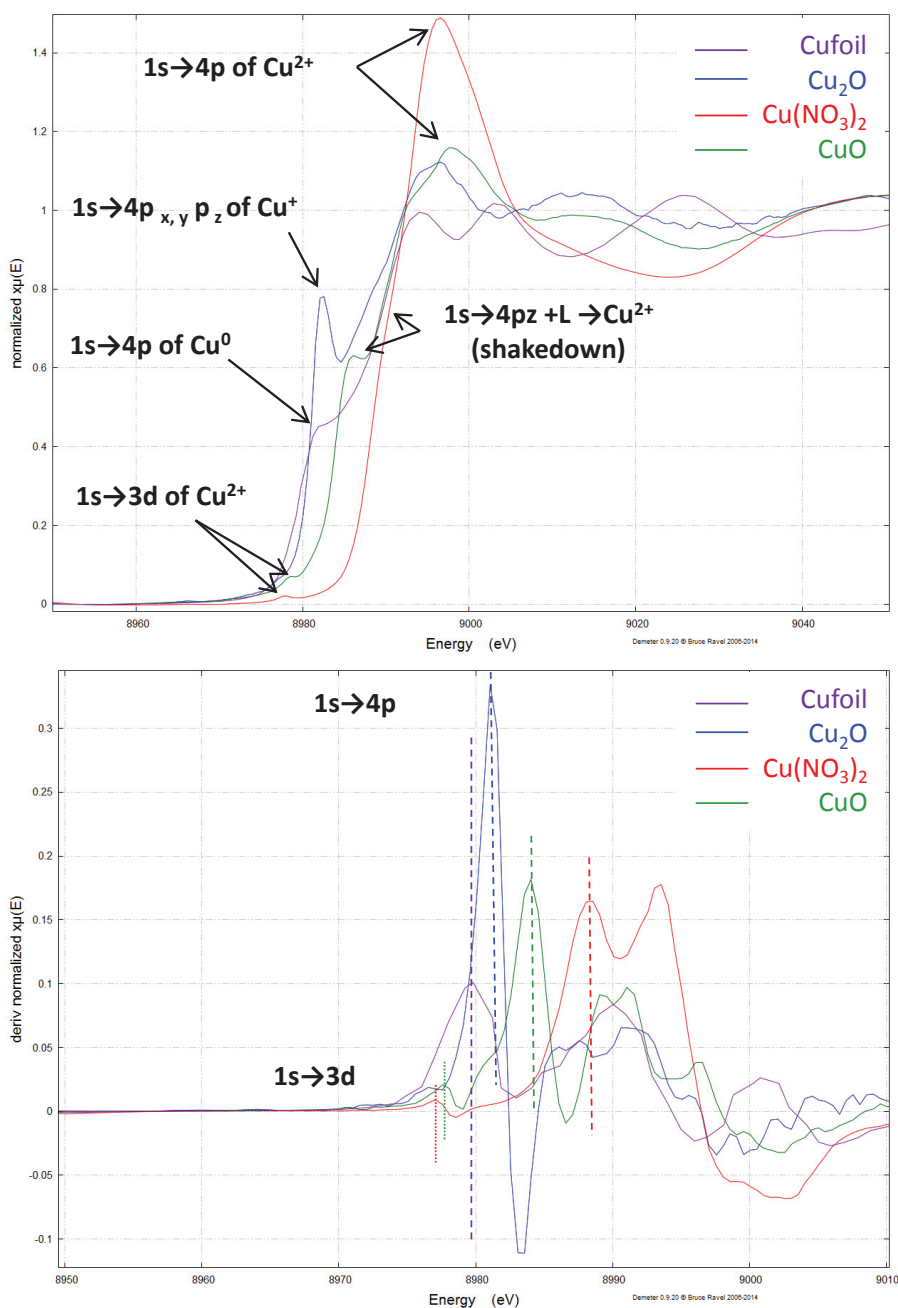 1.4
1.2
1
0.8
0.6
0.4
0.2
0
normalized xμ(E)
1s→4p of Cu²⁺
1s→4p x, y p z of Cu⁺
1s→4p of Cu⁰
1s→3d of Cu²⁺
1s→4pz +L →Cu²⁺
(shakedown)
Cufoil
Cu₂O
Cu(NO₃)₂
CuO
8960
8980
9000
9020
9040
Energy (eV)
Demeter 0.9.20 © Bruce Ravel 2006-2014
0.3
0.25
0.2
0.15
0.1
0.05
0
-0.05
-0.1
deriv normalized xμ(E)
1s→4p
1s→3d
Cufoil
Cu₂O
Cu(NO₃)₂
CuO
8950
8960
8970
8980
8990
9000
9010
Energy (eV)
Demeter 0.9.20 © Bruce Ravel 2006-2014